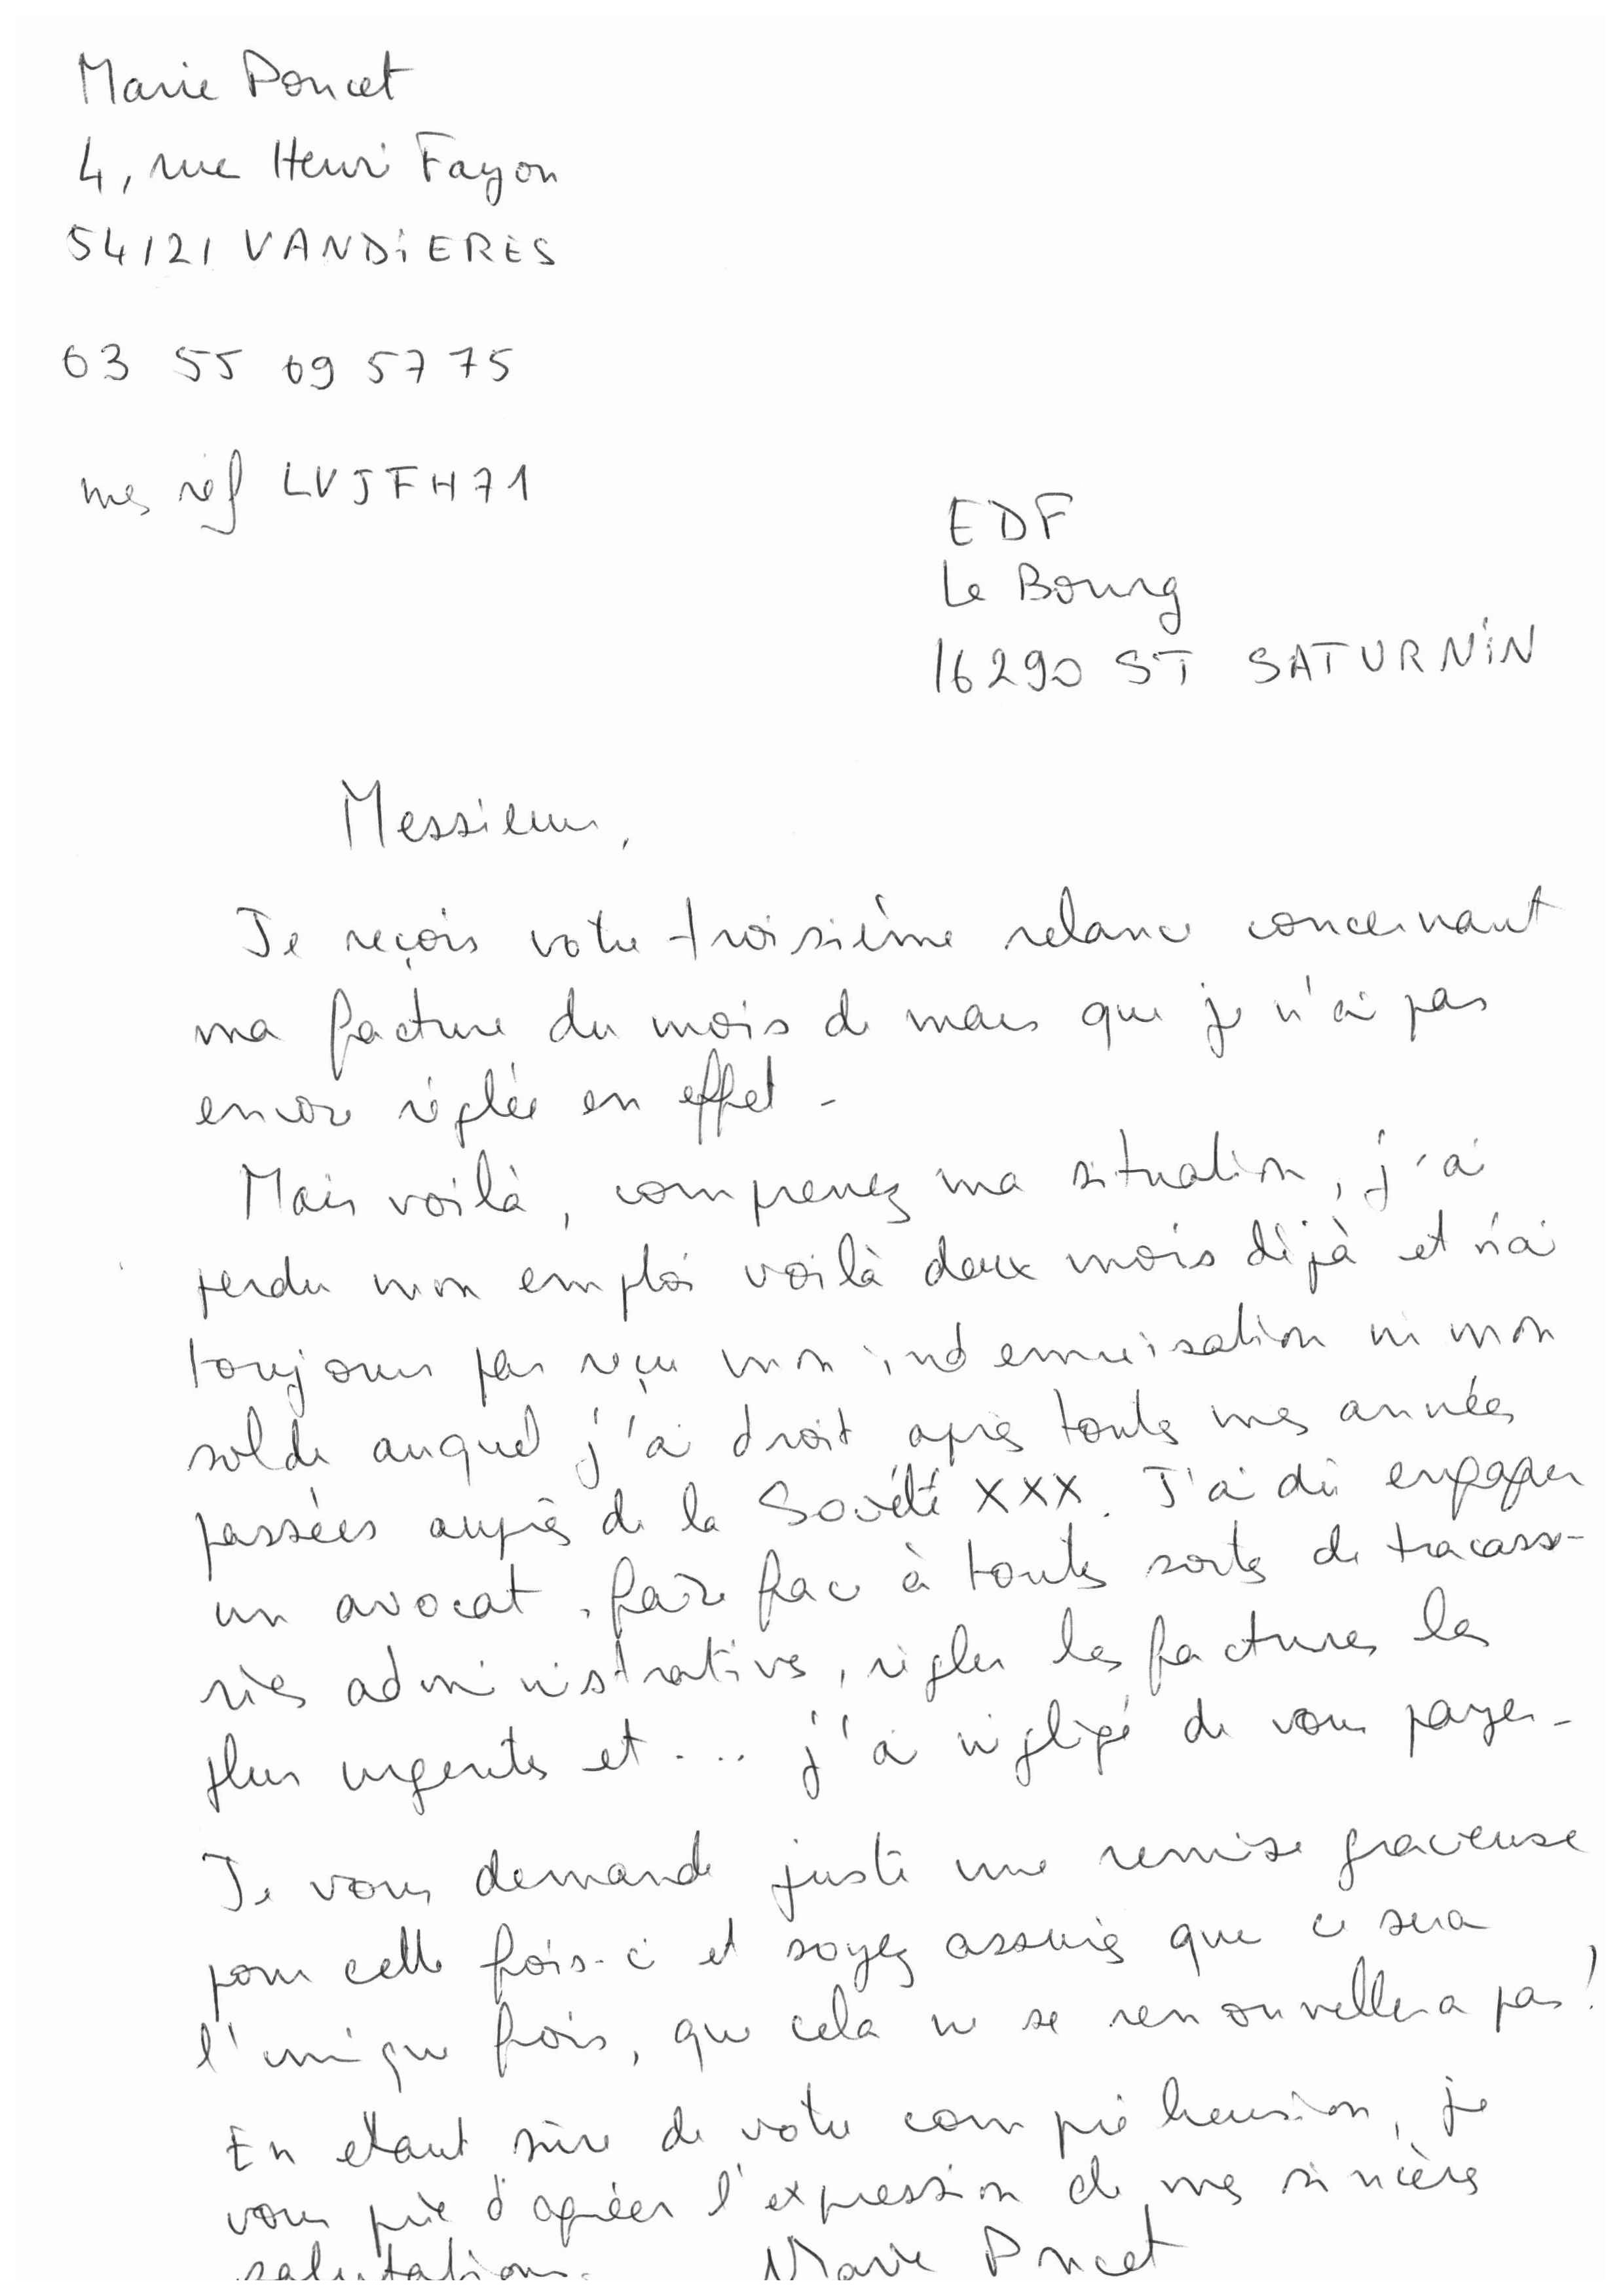 Marie Poncet
4, rue Henri Fayon
54121 VANDiERES
03 55 09 57 75
mes réf LVJFH71
EDF
Le Bourg
16290 ST SATURNiN
Messieurs,
Je reçois votre troisième relance concernant
ma facture du mois de mars que je n'ai pas
encore réglée en effet -
Mais voilà, comprenez ma situation, j'ai
perdu mon emploi voilà deux mois déjà et n'ai
toujours pas reçu mon indemnisation ni mon
solde auquel j'ai droit après toutes mes années
passées auprès de la Société XXX. J'ai dû engager
un avocat, faire face à toutes sortes de tracasse-
ries administratives, régler les factures les
plus urgentes et ... j'ai négligé de vous payer -
Je vous demande juste une remise gracieuse
pour cette fois-ci et soyez assurés que ce sera
l'unique fois, que cela ne se renouvellera pas !
En étant sûre de votre compréhension, je
vous prie d'agréer l'expression de mes sincères
salutations. Marie Poncet